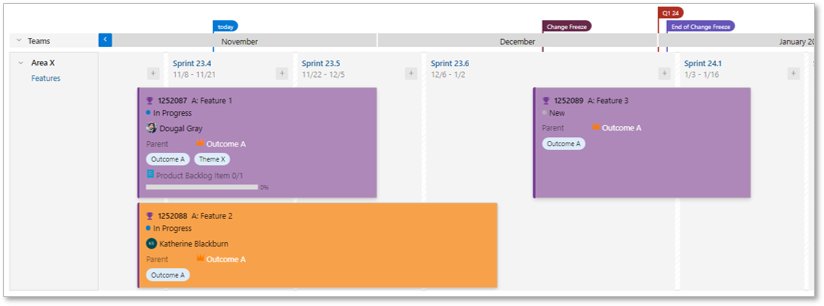 Q1 24
today
Change Freeze
End of Change Freeze
Teams
November
December
January 20
Area X
Features
Sprint 23.4
11/8 - 11/21
Sprint 23.5
11/22 - 12/5
Sprint 23.6
12/6 - 1/2
Sprint 24.1
1/3 - 1/16
1252087 A: Feature 1
In Progress
Dougal Gray
Parent Outcome A
Outcome A Theme X
Product Backlog Item 0/1
0%
1252089 A: Feature 3
New
Parent Outcome A
Outcome A
1252088 A: Feature 2
In Progress
Katherine Blackburn
Parent Outcome A
Outcome A